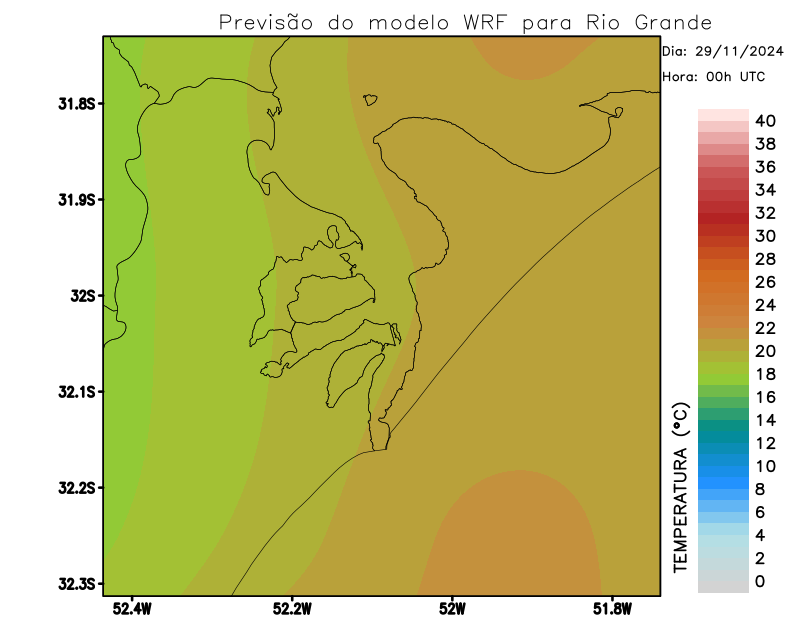 Previsão do modelo WRF para Rio Grande
Dia: 29/11/2024
Hora: 00h UTC
31.8S
31.9S
32S
32.1S
32.2S
32.3S
52.4W
52.2W
52W
51.8W
TEMPERATURA (°C)
40
38
36
34
32
30
28
26
24
22
20
18
16
14
12
10
8
6
4
2
0